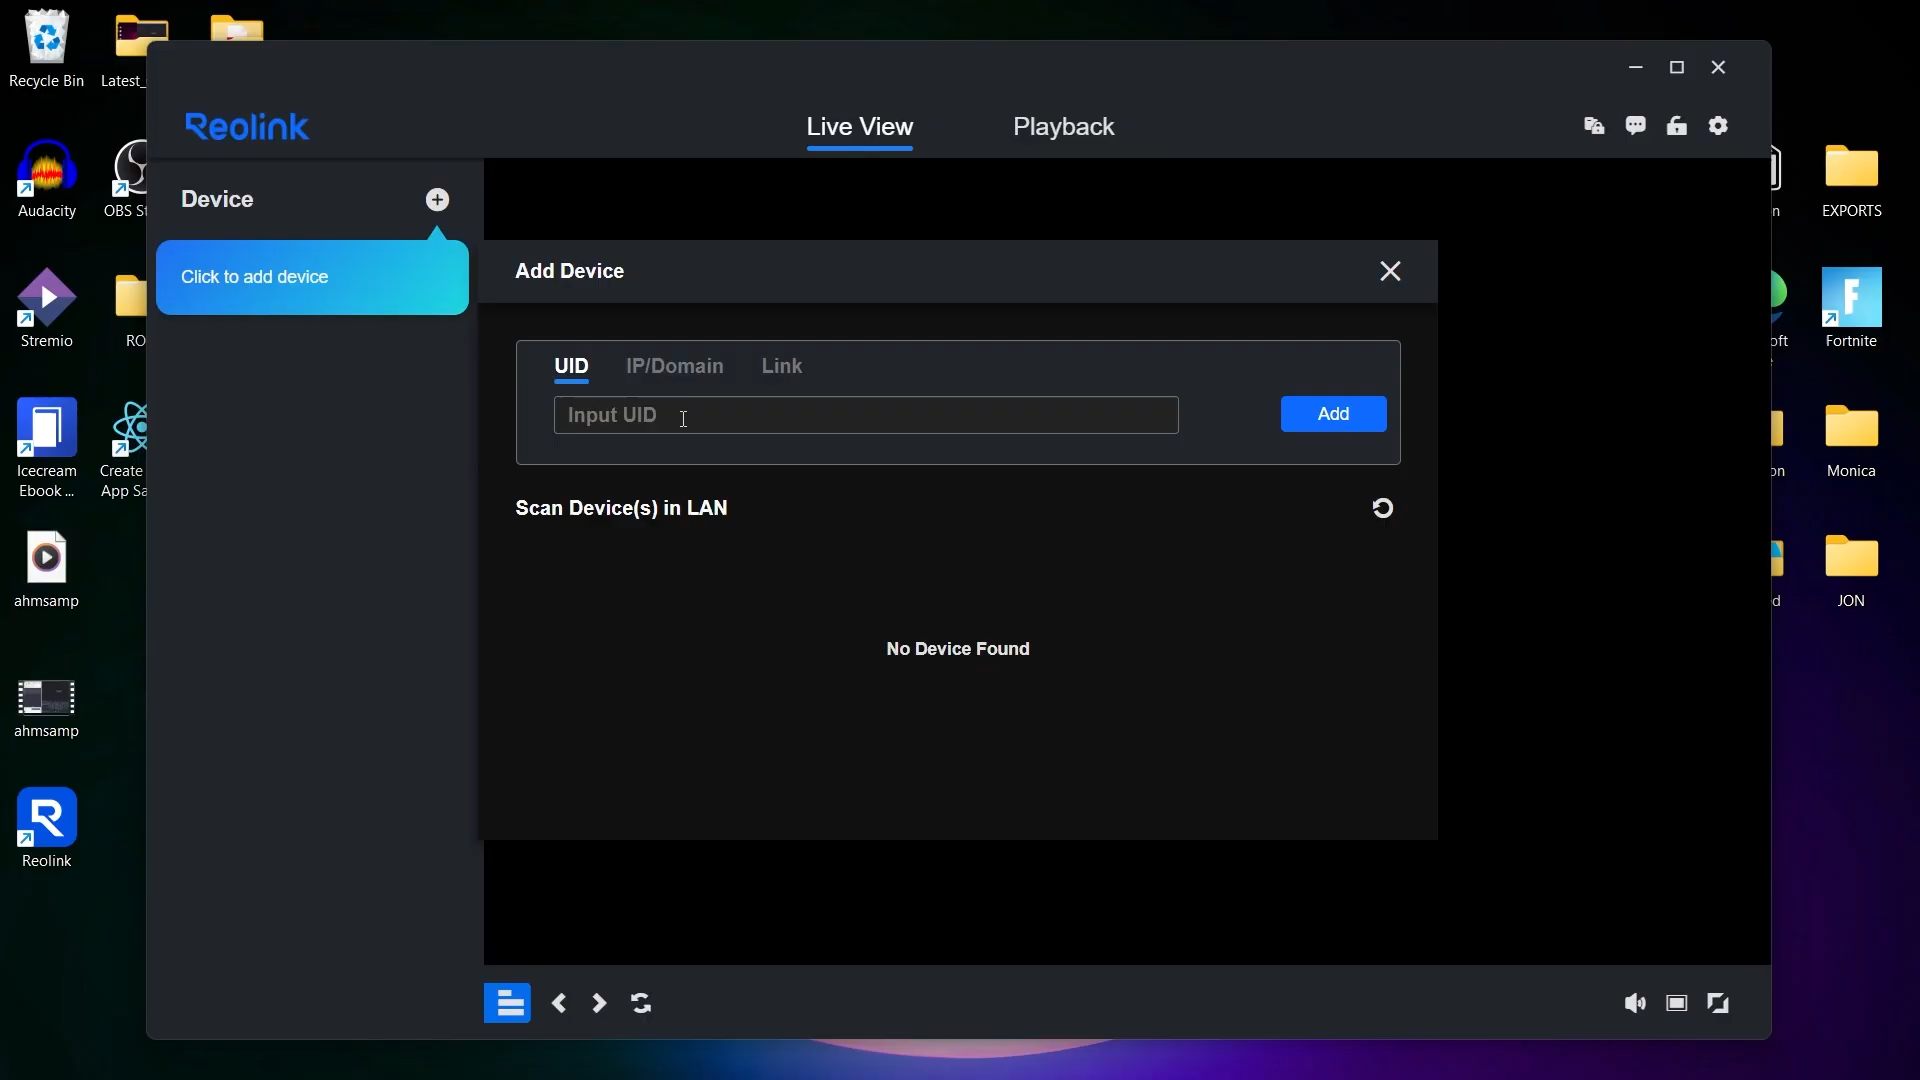 Recycle Bin
Latest_
Audacity
OBS St
Stremio
RO
Icecream
Ebook ...
Create
App Sa
ahmsamp
ahmsamp
R
Reolink
Reolink
Live View
Playback
Device
Click to add device
Add Device
UID
IP/Domain
Link
Input UID
Add
Scan Device(s) in LAN
No Device Found
n
EXPORTS
oft
F
Fortnite
on
Monica
d
JON